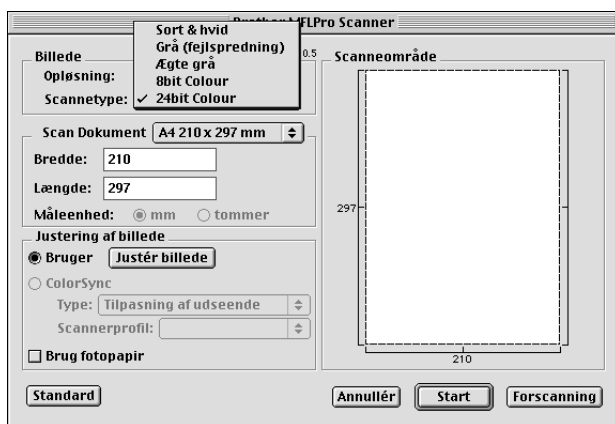 Brother MFLPro Scanner
Sort & hvid
Grå (fejlspredning)
Ægte grå
8bit Colour
✓ 24bit Colour
0.5
Billede
Opløsning:
Scannetype:
Scan Dokument A4 210 x 297 mm
Bredde: 210
Længde: 297
Måleenhed: mm tommer
Justering af billede
Bruger Justér billede
ColorSync
Type: Tilpasning af udseende
Scannerprofil:
Brug fotopapir
Standard
Scanneområde
297
210
Annullér Start Forscanning